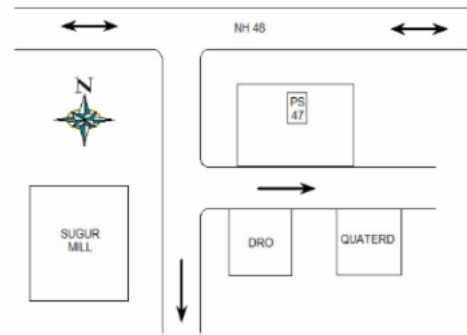 NH 48
N
PS
47
SUGUR
MILL
DRO
QUATERD